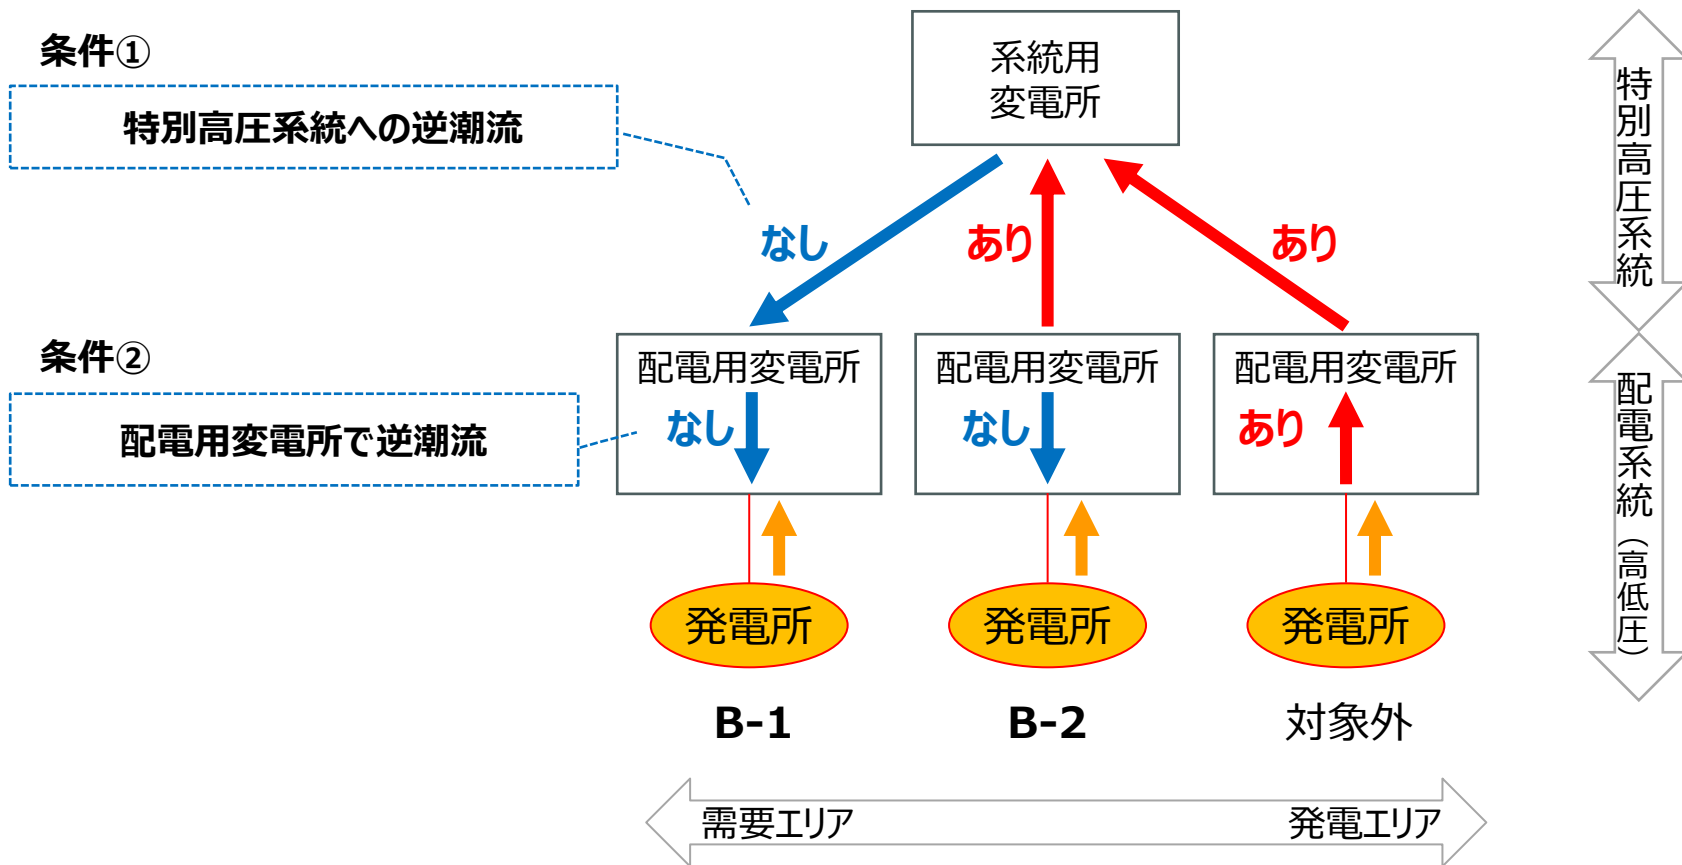 条件①
特別高圧系統への逆潮流
系統用
変電所
なし
あり
あり
特別高圧系統
条件②
配電用変電所で逆潮流
配電用変電所
なし
配電用変電所
なし
配電用変電所
あり
配電系統（高低圧）
発電所
発電所
発電所
B-1
B-2
対象外
需要エリア
発電エリア